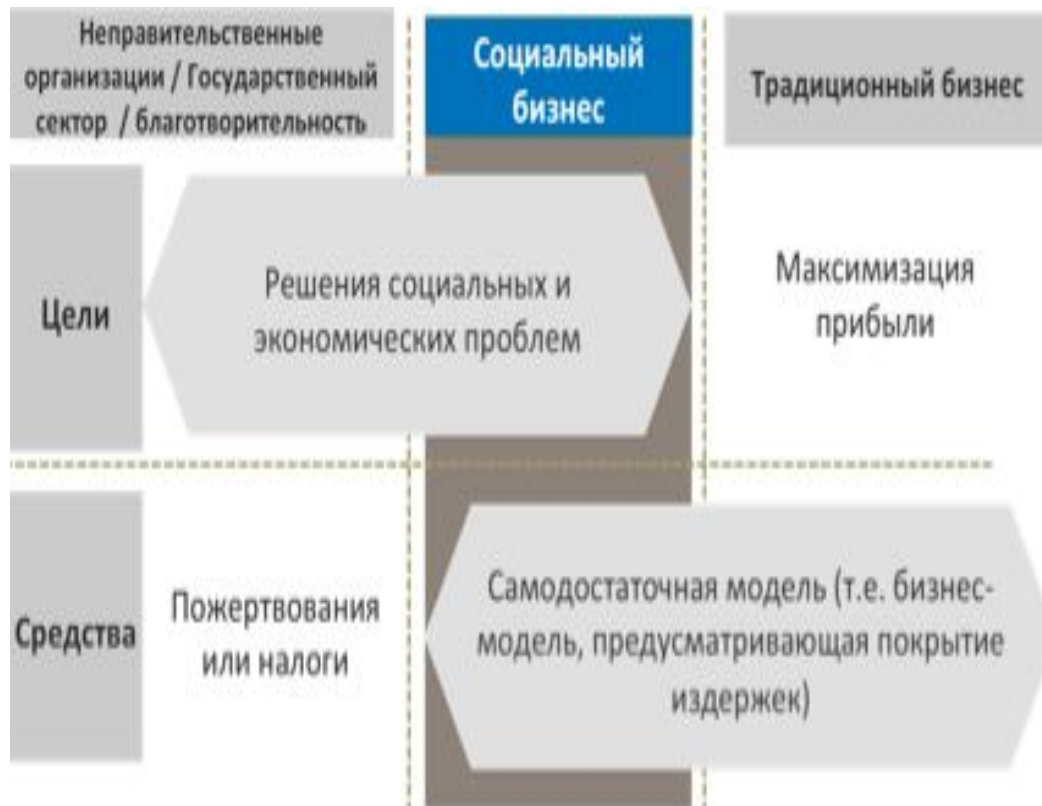 Неправительственные
организации / Государственный
сектор / благотворительность
Социальный
бизнес
Традиционный бизнес
Цели
Решения социальных и
экономических проблем
Максимизация
прибыли
Средства
Пожертвования
или налоги
Самодостаточная модель (т.е. бизнес-
модель, предусматривающая покрытие
издержек)